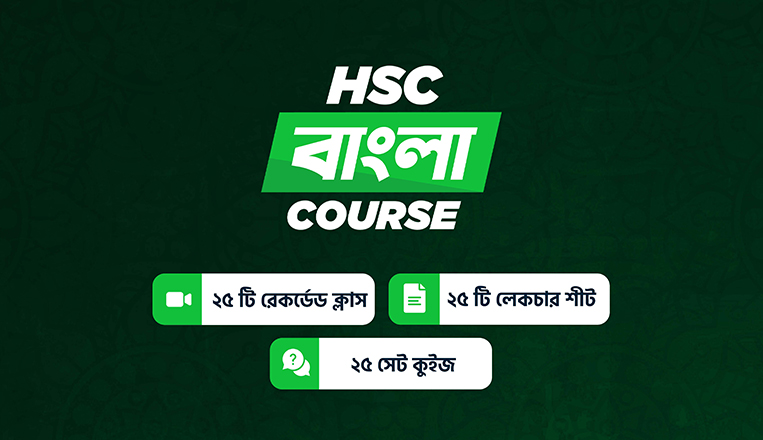 HSC
বাংলা
COURSE
২৫ টি রেকর্ডেড ক্লাস
২৫ টি লেকচার শীট
২৫ সেট কুইজ